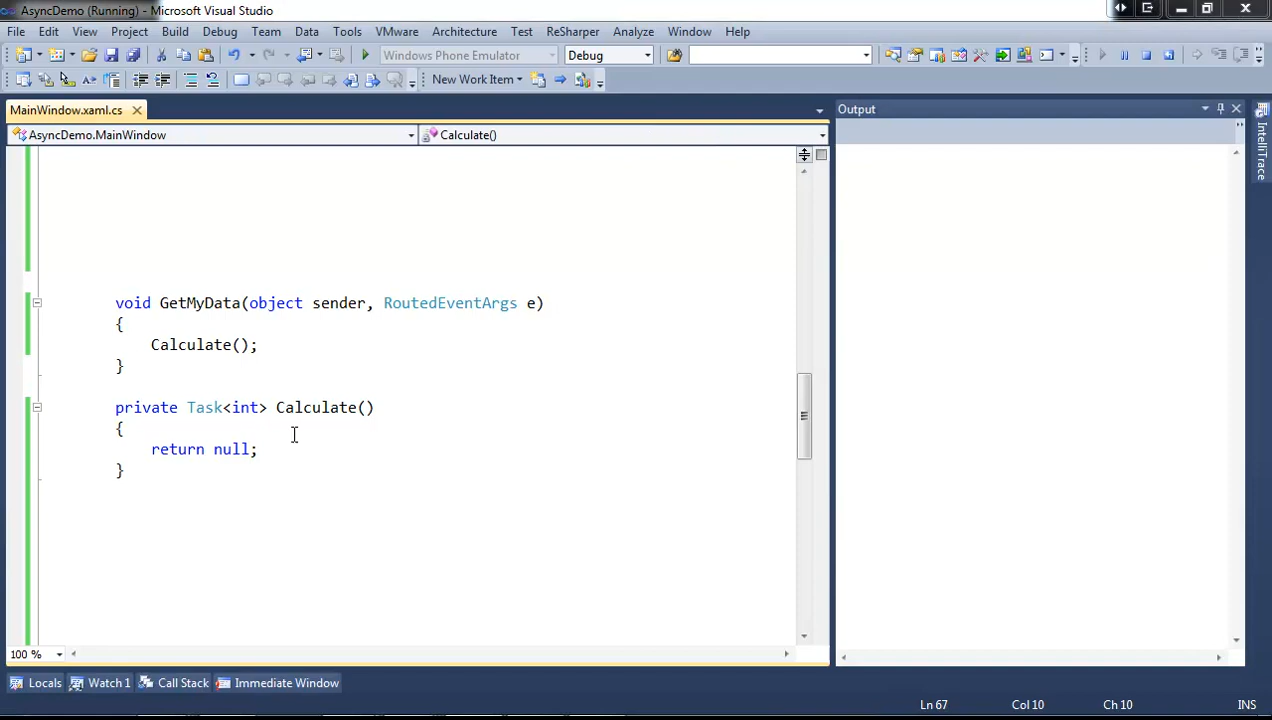 AsyncDemo (Running) - Microsoft Visual Studio
File Edit View Project Build Debug Team Data Tools VMware Architecture Test ReSharper Analyze Window Help
Windows Phone Emulator Debug
New Work Item
MainWindow.xaml.cs Output
AsyncDemo.MainWindow Calculate()
IntelliTrace
void GetMyData(object sender, RoutedEventArgs e)
{
Calculate();
}
private Task<int> Calculate()
{
return null;
}
100 %
Locals Watch 1 Call Stack Immediate Window
Ln 67 Col 10 Ch 10 INS